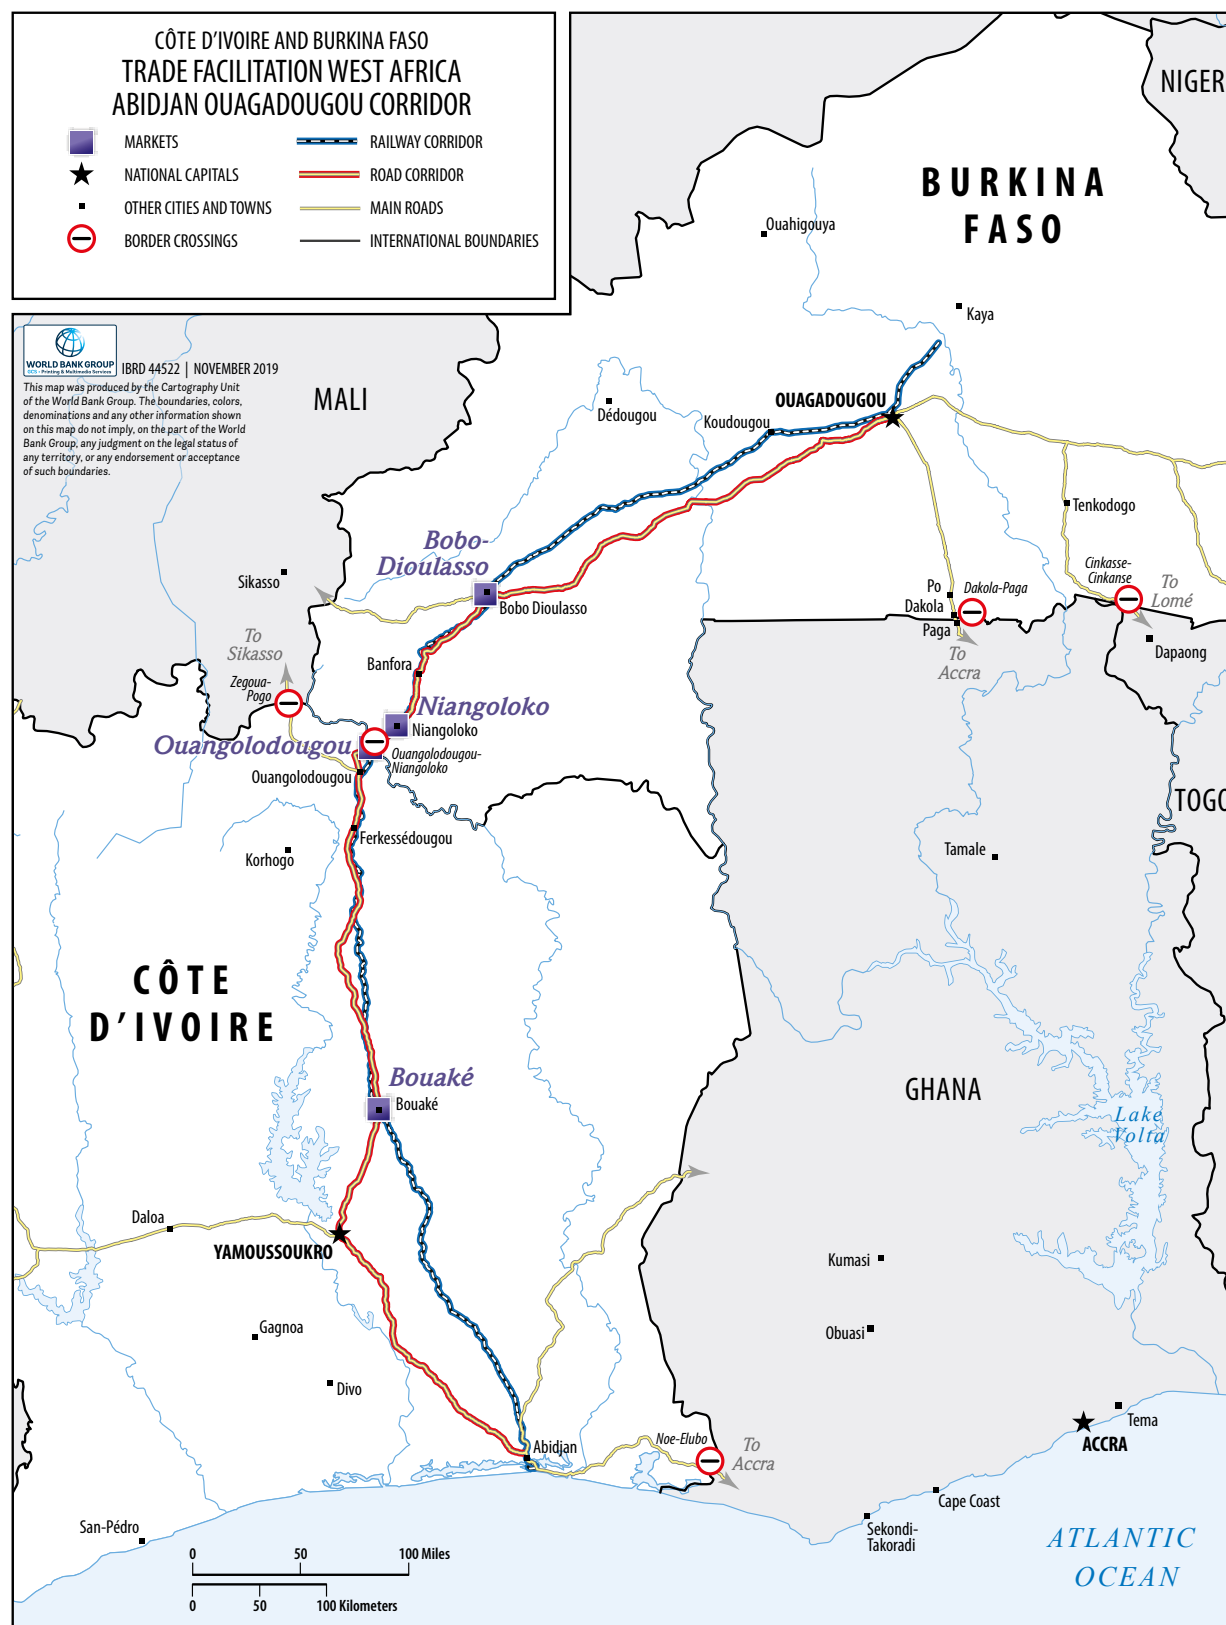 CÔTE D'IVOIRE AND BURKINA FASO
TRADE FACILITATION WEST AFRICA
ABIDJAN OUAGADOUGOU CORRIDOR
MARKETS
NATIONAL CAPITALS
OTHER CITIES AND TOWNS
BORDER CROSSINGS
RAILWAY CORRIDOR
ROAD CORRIDOR
MAIN ROADS
INTERNATIONAL BOUNDARIES
WORLD BANK GROUP
GCS - Printing & Multimedia Services
IBRD 44522 | NOVEMBER 2019
This map was produced by the Cartography Unit
of the World Bank Group. The boundaries, colors,
denominations and any other information shown
on this map do not imply, on the part of the World
Bank Group, any judgment on the legal status of
any territory, or any endorsement or acceptance
of such boundaries.
NIGER
BURKINA
FASO
Ouahigouya
Kaya
MALI
OUAGADOUGOU
Dédougou
Koudougou
Tenkodogo
Bobo-
Dioulasso
Sikasso
Bobo Dioulasso
Po
Dakola
Paga
Dakola-Paga
Cinkasse-
Cinkanse
To
Lomé
To
Accra
Dapaong
To
Sikasso
Banfora
Zegoua-
Pogo
Niangoloko
Niangoloko
Ouangolodougou
Ouangolodougou-
Niangoloko
Ouangolodougou
TOGO
Ferkessédougou
Korhogo
Tamale
CÔTE
D'IVOIRE
Bouaké
Bouaké
GHANA
Lake
Volta
Daloa
YAMOUSSOUKRO
Kumasi
Gagnoa
Obuasi
Divo
Tema
ACCRA
Abidjan
Noe-Elubo
To
Accra
Cape Coast
San-Pédro
Sekondi-
Takoradi
ATLANTIC
OCEAN
0 50 100 Miles
0 50 100 Kilometers